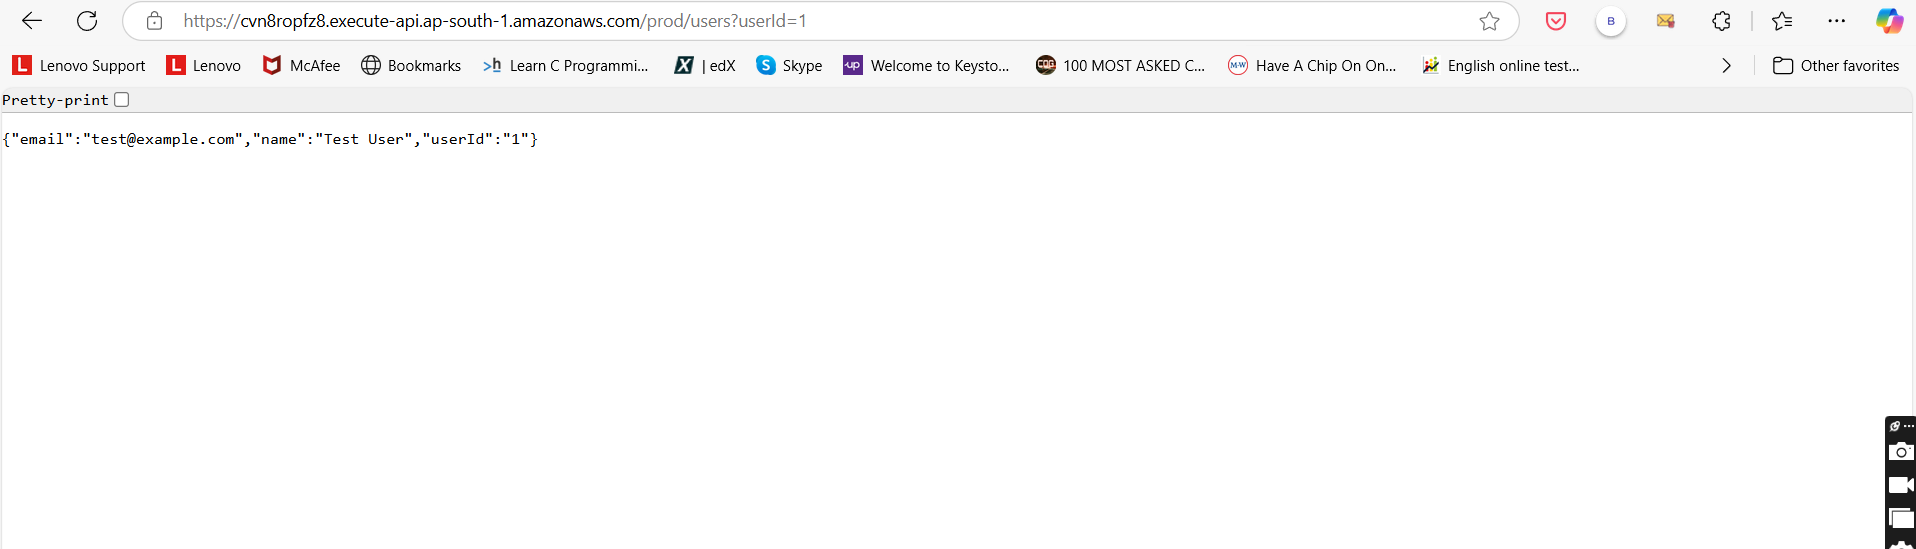 https://cvn8ropfz8.execute-api.ap-south-1.amazonaws.com/prod/users?userId=1
B
L Lenovo Support L Lenovo McAfee Bookmarks >h Learn C Programmi... X | edX S Skype up Welcome to Keysto... CQG 100 MOST ASKED C... M-W Have A Chip On On... English online test... Other favorites
Pretty-print
{"email":"test@example.com","name":"Test User","userId":"1"}